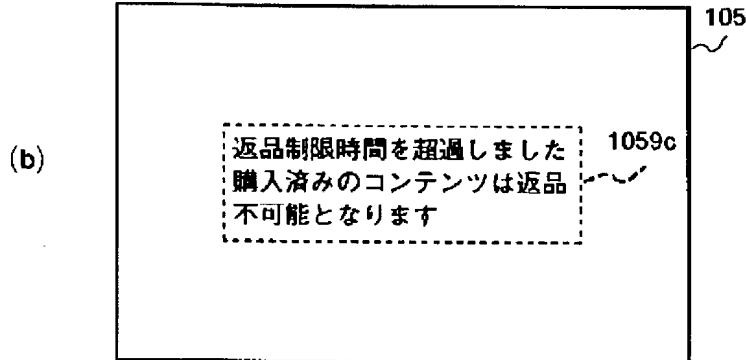 105
(b)
返品制限時間を超過しました
購入済みのコンテンツは返品
不可能となります
1059c